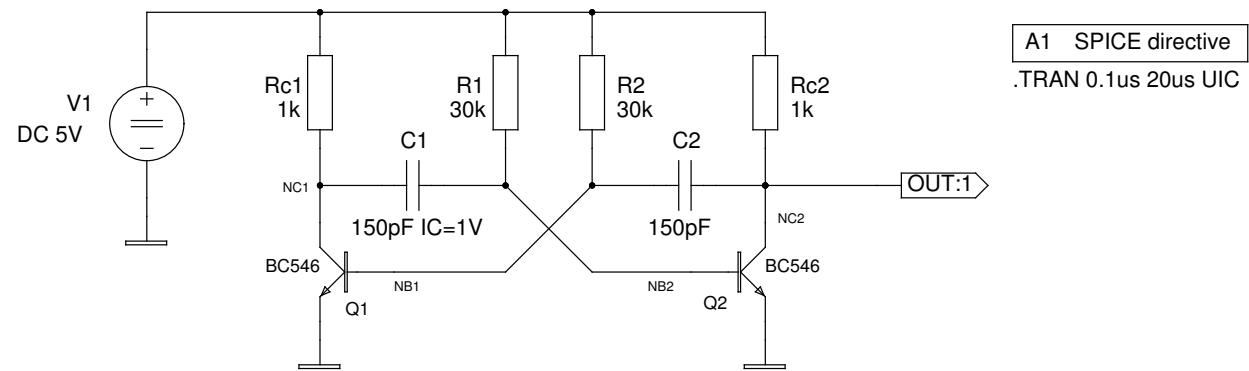 A1 SPICE directive
.TRAN 0.1us 20us UIC
V1
DC 5V
+
−
Rc1
1k
R1
30k
R2
30k
Rc2
1k
C1
150pF IC=1V
C2
150pF
NC1
OUT:1
NC2
BC546
NB1
Q1
NB2
BC546
Q2